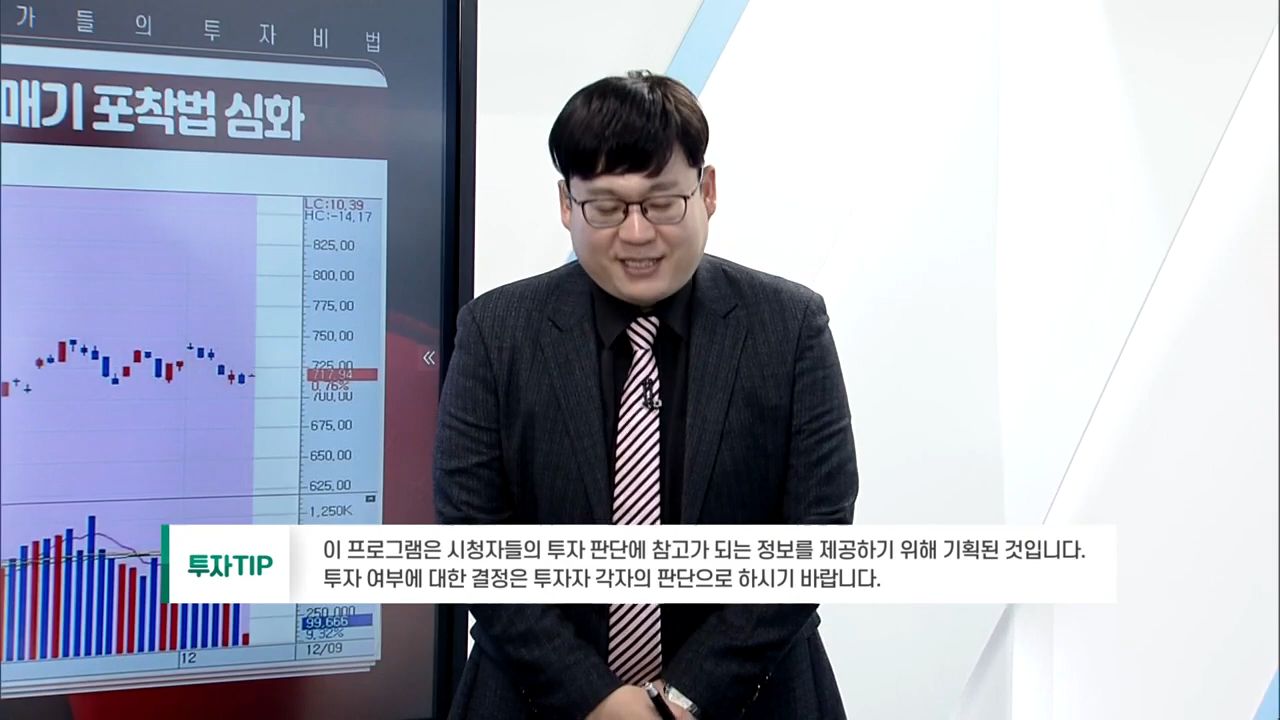 가들의 투자비법
매기 포착법 심화
LC:10.39
HC:-14.17
825.00
800.00
775.00
750.00
725.00
717.94
0.76%
700.00
675.00
650.00
625.00
1,250K
250,000
99,666
9.32%
12
12/09
투자TIP
이 프로그램은 시청자들의 투자 판단에 참고가 되는 정보를 제공하기 위해 기획된 것입니다.
투자 여부에 대한 결정은 투자자 각자의 판단으로 하시기 바랍니다.